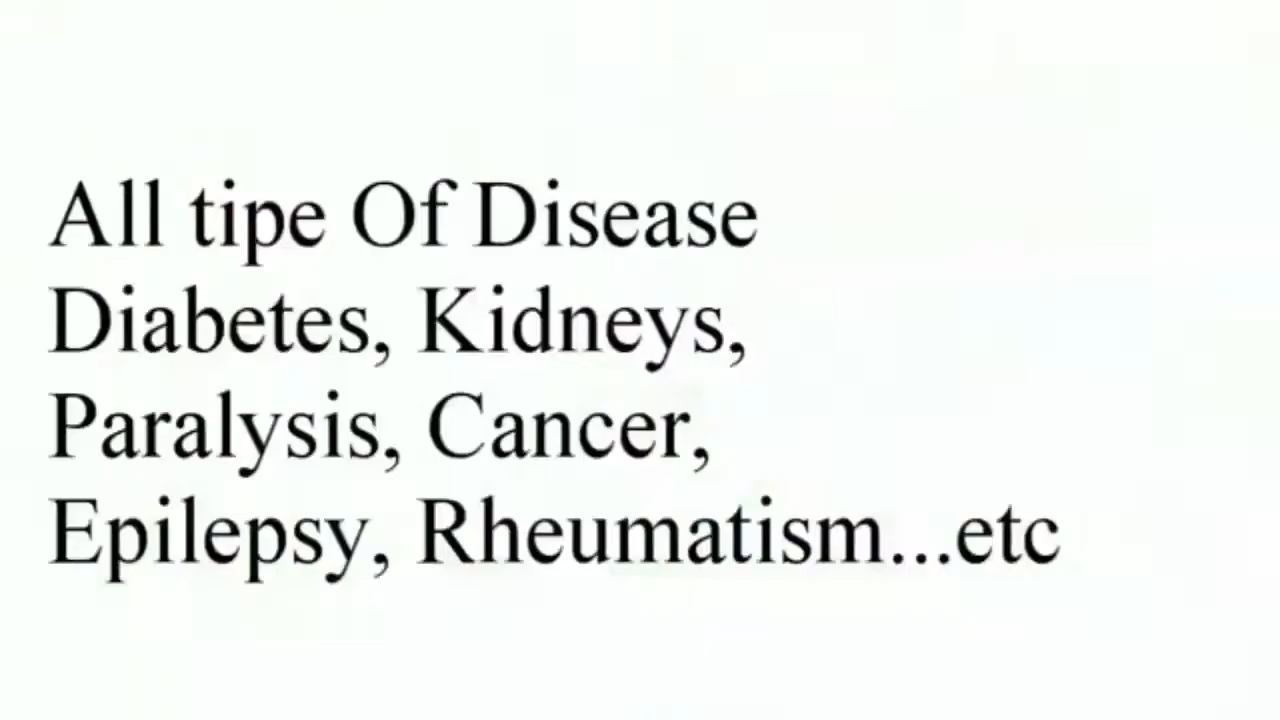 All tipe Of Disease
Diabetes, Kidneys,
Paralysis, Cancer,
Epilepsy, Rheumatism...etc